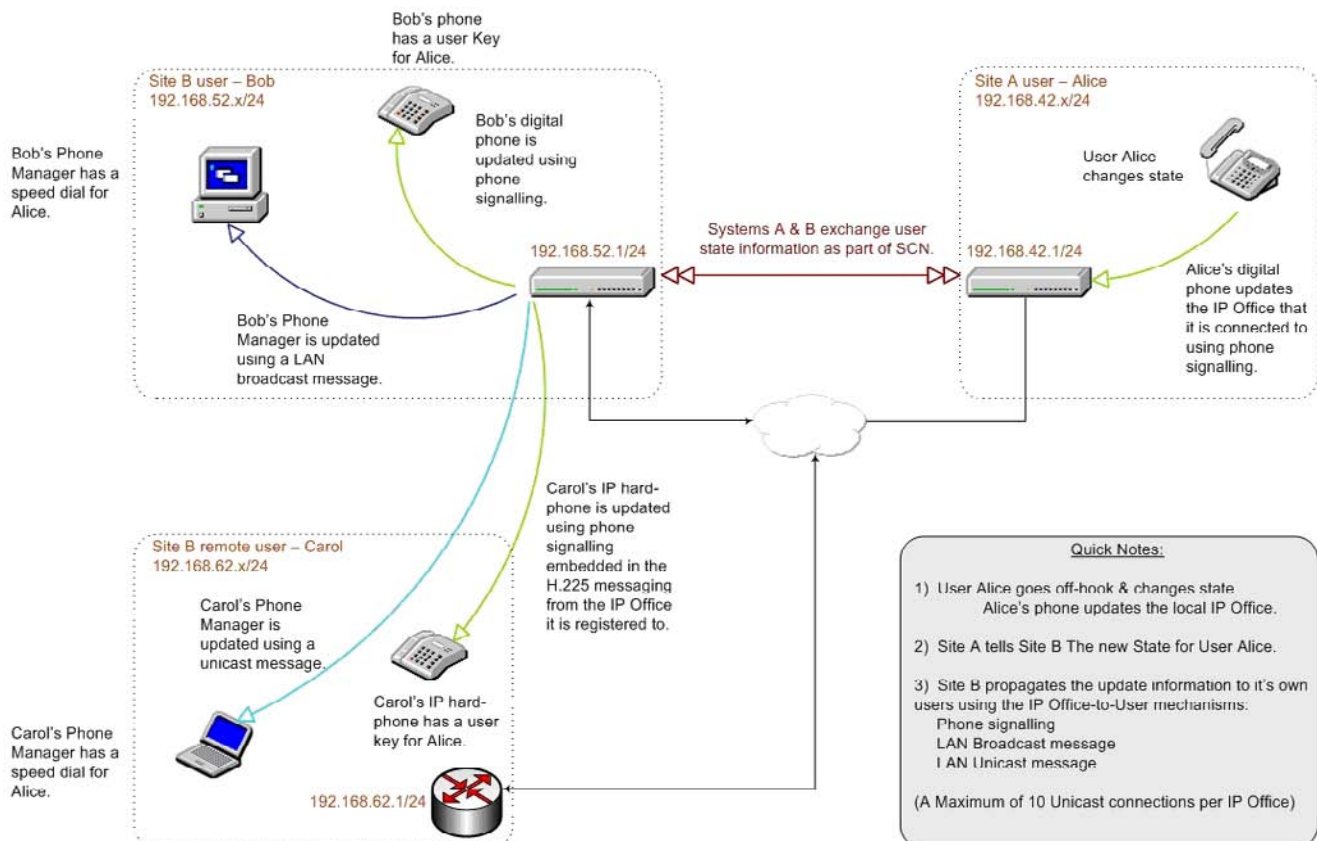 Bob's phone
has a user Key
for Alice.
Site B user – Bob
192.168.52.x/24
Bob's digital
phone is
updated using
phone
signalling.
Bob's Phone
Manager has a
speed dial for
Alice.
192.168.52.1/24
Bob's Phone
Manager is updated
using a LAN
broadcast message.
Systems A & B exchange user
state information as part of SCN.
Site A user – Alice
192.168.42.x/24
User Alice
changes state
192.168.42.1/24
Alice's digital
phone updates
the IP Office that
it is connected to
using phone
signalling.
Carol's IP hard-
phone is updated
using phone
signalling
embedded in the
H.225 messaging
from the IP Office
it is registered to.
Site B remote user – Carol
192.168.62.x/24
Carol's Phone
Manager is
updated using a
unicast message.
Carol's IP hard-
phone has a user
key for Alice.
Carol's Phone
Manager has a
speed dial for
Alice.
192.168.62.1/24
Quick Notes:
1) User Alice goes off-hook & changes state
Alice's phone updates the local IP Office.
2) Site A tells Site B The new State for User Alice.
3) Site B propagates the update information to it's own
users using the IP Office-to-User mechanisms:
Phone signalling
LAN Broadcast message
LAN Unicast message
(A Maximum of 10 Unicast connections per IP Office)